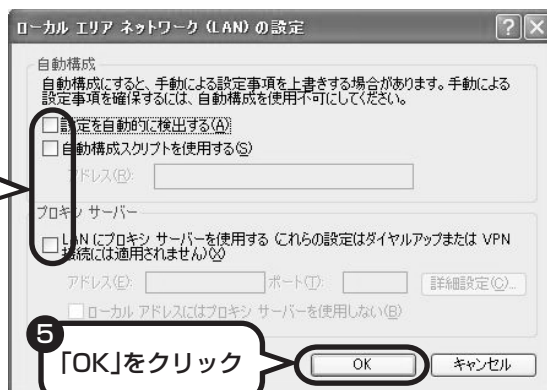 ローカル エリア ネットワーク (LAN) の設定
自動構成
自動構成にすると、手動による設定事項を上書きする場合があります。手動による
設定事項を確保するには、自動構成を使用不可にしてください。
設定を自動的に検出する(A)
自動構成スクリプトを使用する(S)
アドレス(R):
プロキシ サーバー
LAN にプロキシ サーバーを使用する (これらの設定はダイヤルアップまたは VPN
接続には適用されません)(X)
アドレス(E):
ポート(T):
詳細設定(C)...
ローカル アドレスにはプロキシ サーバーを使用しない(B)
5
「OK」をクリック
OK
キャンセル